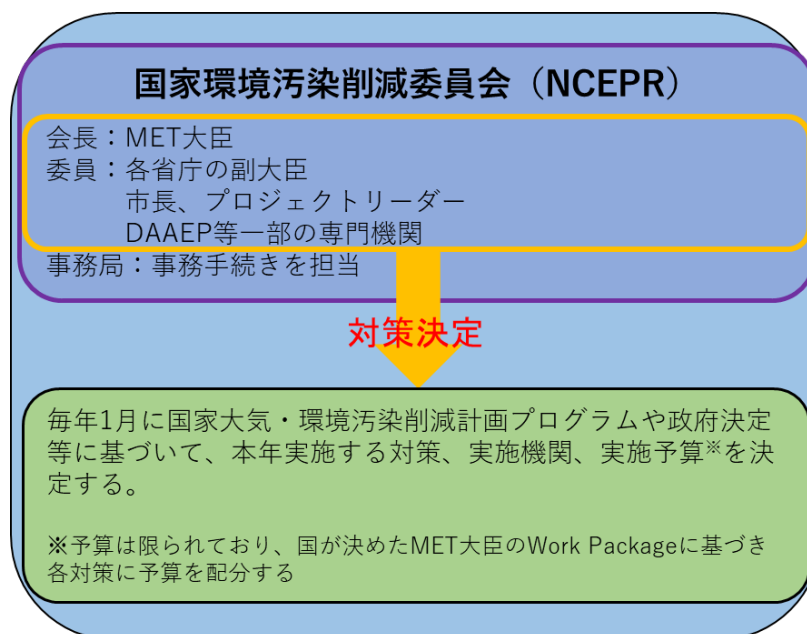 国家環境汚染削減委員会（NCEPR）
会長：MET大臣
委員：各省庁の副大臣
市長、プロジェクトリーダー
DAAEP等一部の専門機関
事務局：事務手続きを担当
対策決定
毎年1月に国家大気・環境汚染削減計画プログラムや政府決定
等に基づいて、本年実施する対策、実施機関、実施予算※を決
定する。
※予算は限られており、国が決めたMET大臣のWork Packageに基づき
各対策に予算を配分する